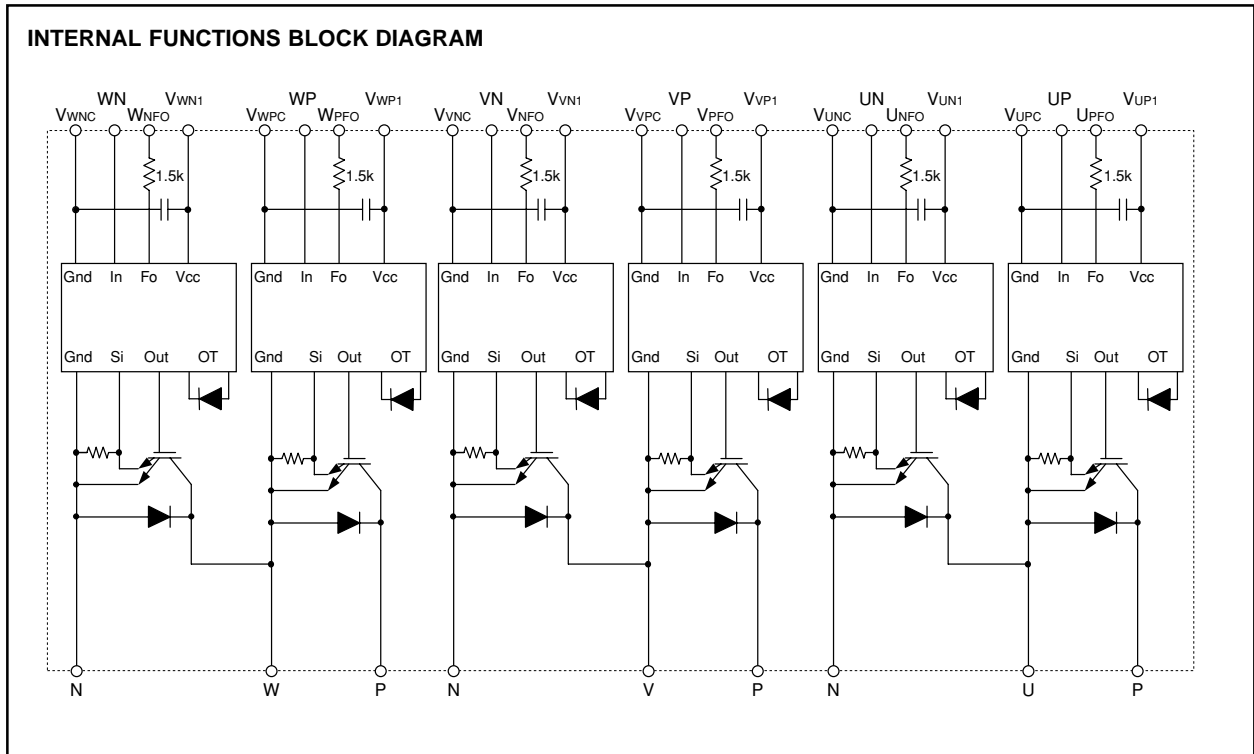 INTERNAL FUNCTIONS BLOCK DIAGRAM
WN VWN1 WP VWP1 VN VVN1 VP VVP1 UN VUN1 UP VUP1
VWNC WNFO VWPC WPFO VVNC VNFO VVPC VPFO VUNC UNFO VUPC UPFO
1.5k 1.5k 1.5k 1.5k 1.5k 1.5k
Gnd In Fo Vcc Gnd In Fo Vcc Gnd In Fo Vcc Gnd In Fo Vcc Gnd In Fo Vcc Gnd In Fo Vcc
Gnd Si Out OT Gnd Si Out OT Gnd Si Out OT Gnd Si Out OT Gnd Si Out OT Gnd Si Out OT
N W P N V P N U P